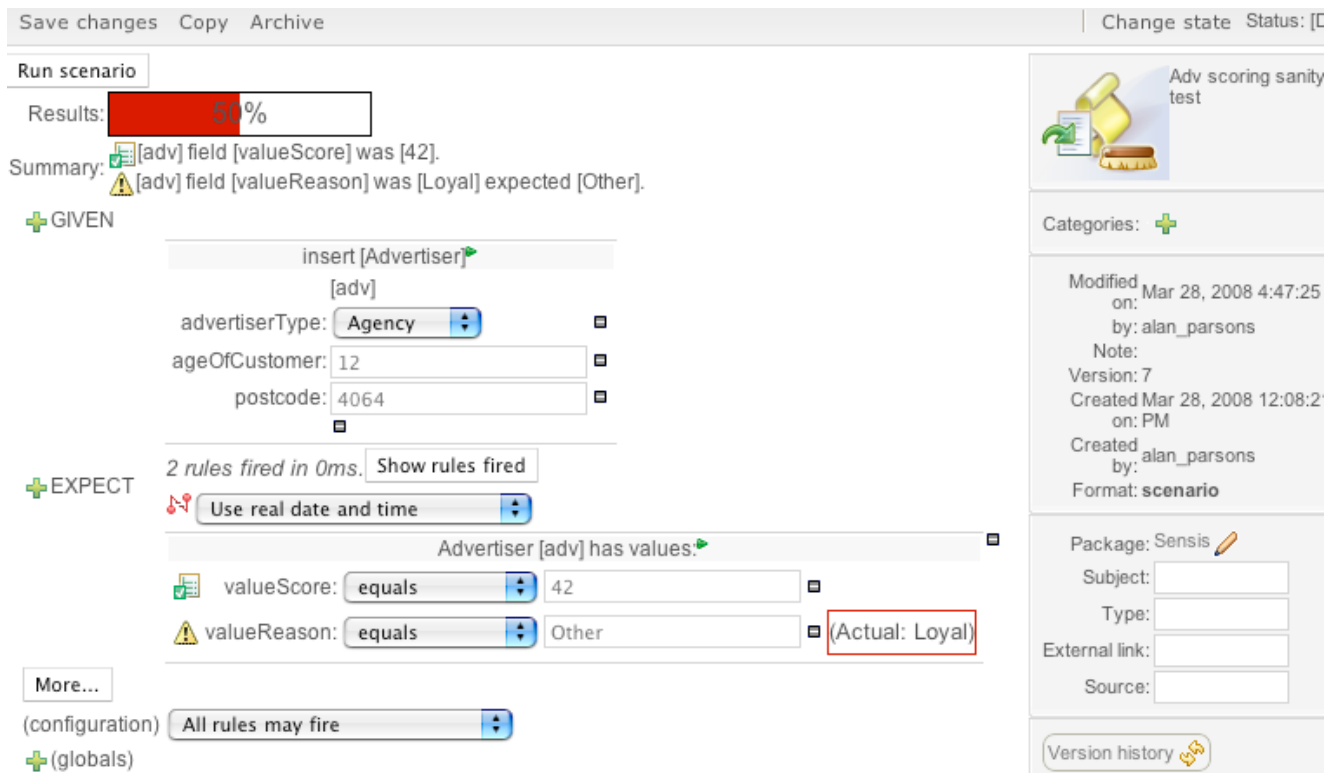 Save changes Copy Archive
Change state Status: [D
Run scenario
Results: 50%
Summary: [adv] field [valueScore] was [42].
[adv] field [valueReason] was [Loyal] expected [Other].
GIVEN
insert [Advertiser]
[adv]
advertiserType: Agency
ageOfCustomer: 12
postcode: 4064
EXPECT
2 rules fired in 0ms. Show rules fired
Use real date and time
Advertiser [adv] has values:
valueScore: equals 42
valueReason: equals Other (Actual: Loyal)
More...
(configuration) All rules may fire
(globals)
Adv scoring sanity
test
Categories:
Modified on: Mar 28, 2008 4:47:25
by: alan_parsons
Note:
Version: 7
Created on: Mar 28, 2008 12:08:21 PM
Created by: alan_parsons
Format: scenario
Package: Sensis
Subject:
Type:
External link:
Source:
Version history